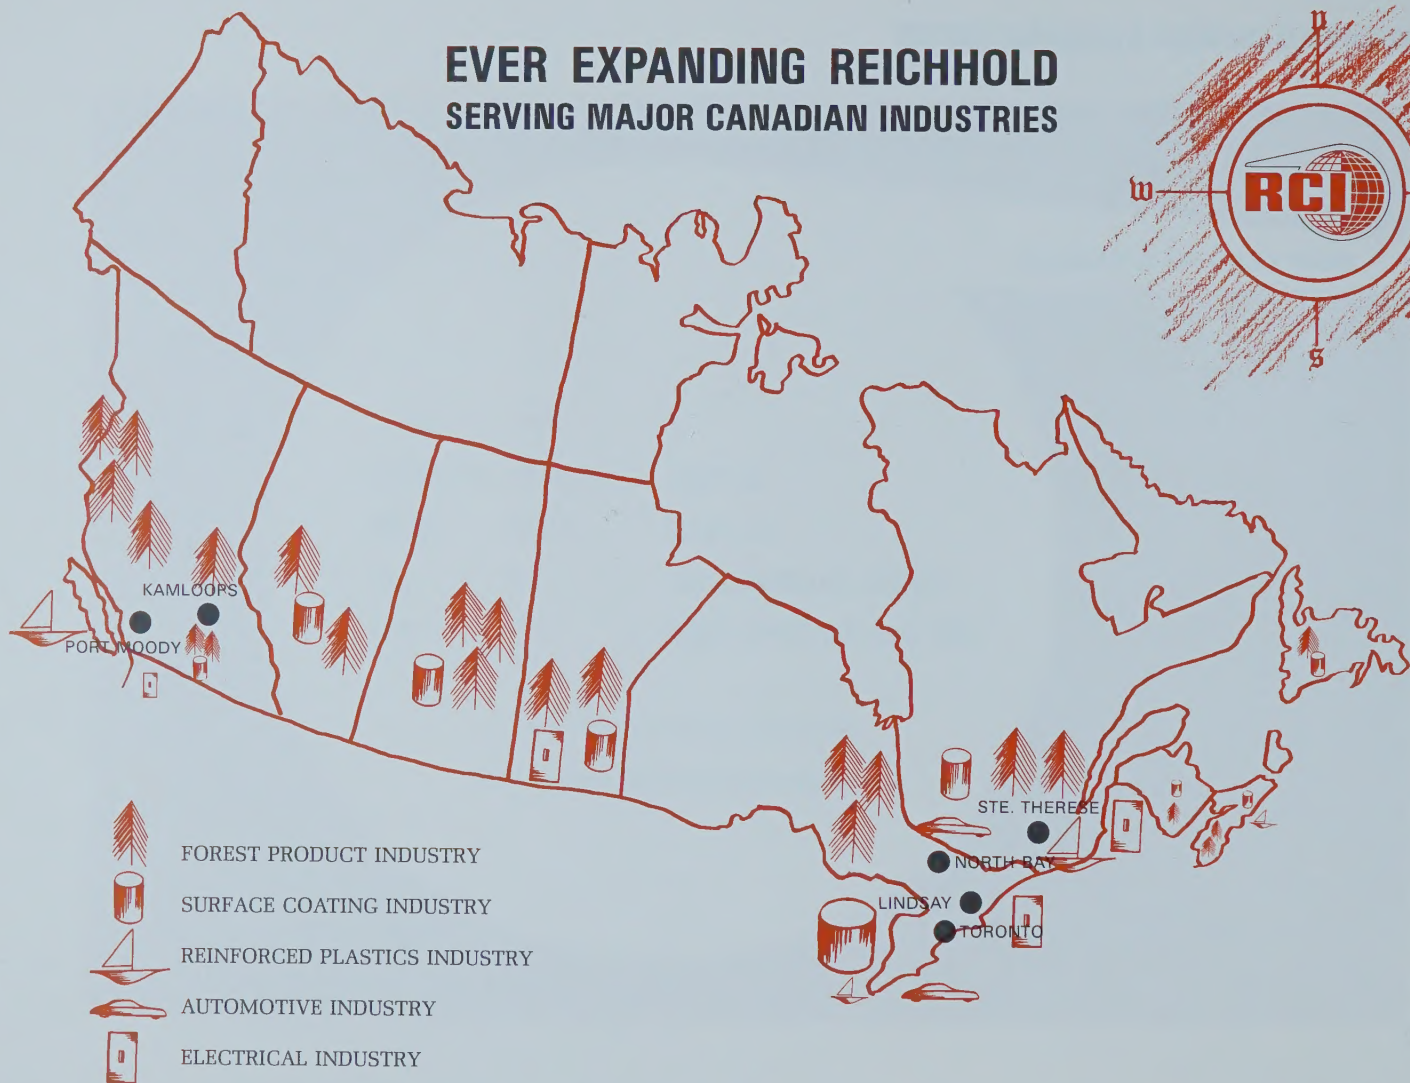 EVER EXPANDING REICHHOLD
SERVING MAJOR CANADIAN INDUSTRIES
n
w
RCI
s
KAMLOOPS
PORT MOODY
STE. THERESE
NORTH BAY
LINDSAY
TORONTO
FOREST PRODUCT INDUSTRY
SURFACE COATING INDUSTRY
REINFORCED PLASTICS INDUSTRY
AUTOMOTIVE INDUSTRY
ELECTRICAL INDUSTRY